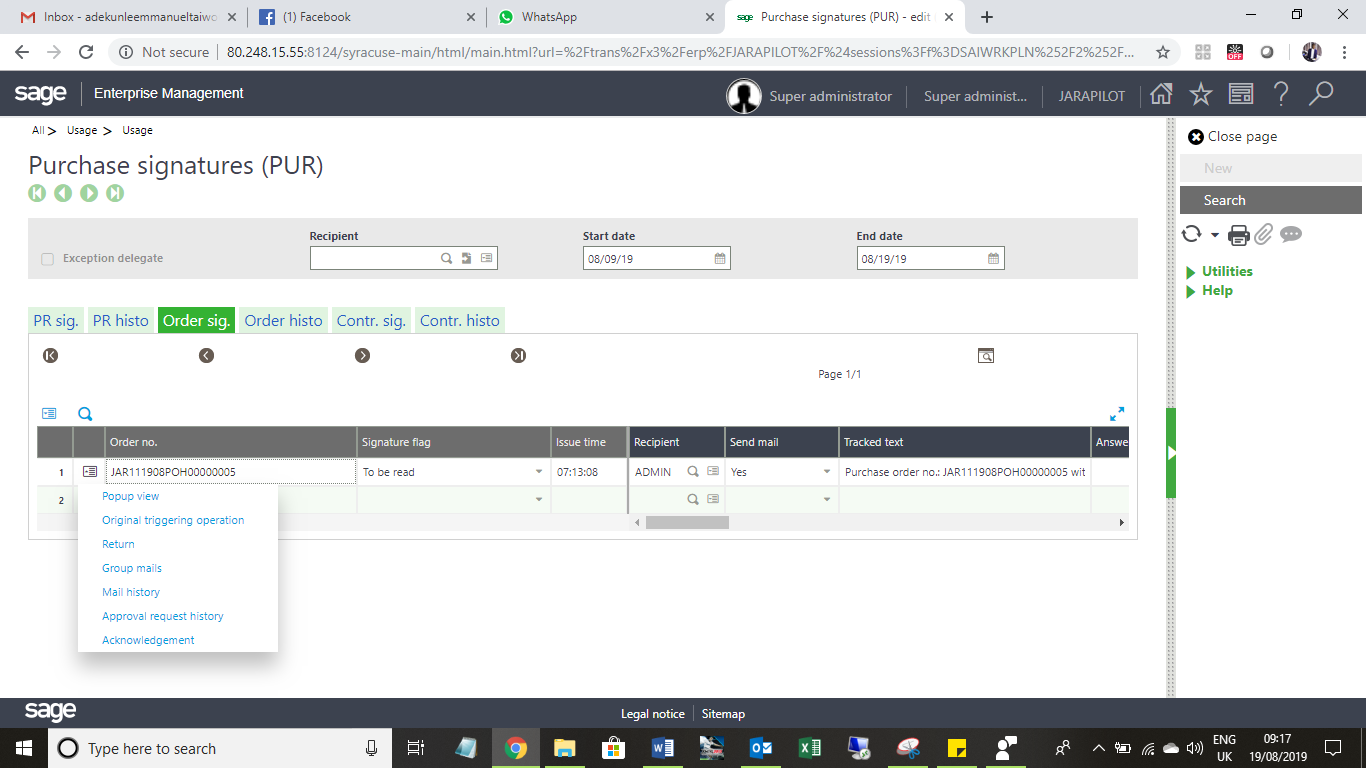 Inbox - adekunleemmanueltaiwo
(1) Facebook
WhatsApp
sage Purchase signatures (PUR) - edit
Not secure | 80.248.15.55:8124/syracuse-main/html/main.html?url=%2Ftrans%2Fx3%2Ferp%2FJARAPILOT%2F%24sessions%3Ff%3DSAIWRKPLN%252F2%252F...
OFF
sage Enterprise Management
Super administrator
Super administ...
JARAPILOT
All > Usage > Usage
Close page
Purchase signatures (PUR)
New
Search
Exception delegate
Recipient
Start date
08/09/19
End date
08/19/19
Utilities
Help
PR sig. PR histo Order sig. Order histo Contr. sig. Contr. histo
Page 1/1
Order no. Signature flag Issue time Recipient Send mail Tracked text Answe
1 JAR111908POH00000005 To be read 07:13:08 ADMIN Yes Purchase order no.: JAR111908POH00000005 wit
2
Popup view
Original triggering operation
Return
Group mails
Mail history
Approval request history
Acknowledgement
sage
Legal notice | Sitemap
Type here to search
ENG
UK
09:17
19/08/2019